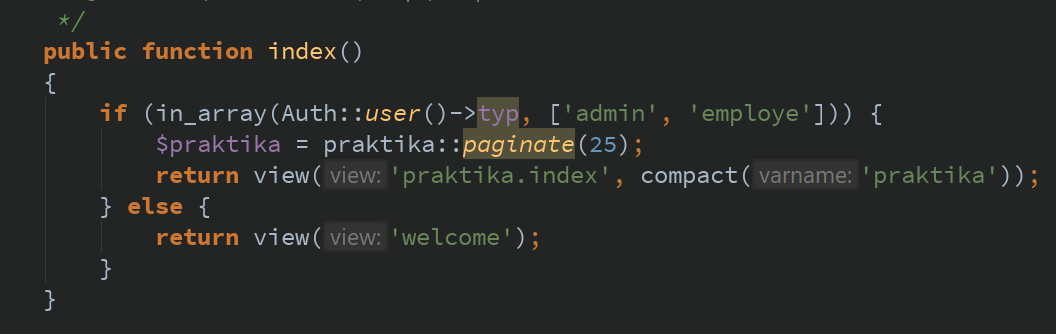 */
public function index()
{
if (in_array(Auth::user()->typ, ['admin', 'employe'])) {
$praktika = praktika::paginate(25);
return view( view: 'praktika.index', compact( varname: 'praktika'));
} else {
return view( view: 'welcome');
}
}